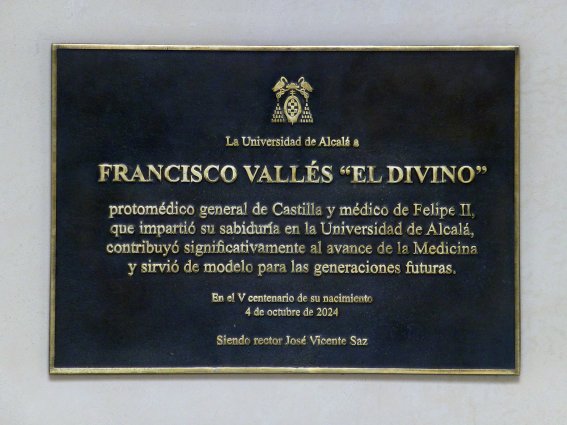 La Universidad de Alcalá a
FRANCISCO VALLÉS “EL DIVINO”
protomédico general de Castilla y médico de Felipe II,
que impartió su sabiduría en la Universidad de Alcalá,
contribuyó significativamente al avance de la Medicina
y sirvió de modelo para las generaciones futuras.
En el V centenario de su nacimiento
4 de octubre de 2024
Siendo rector José Vicente Saz